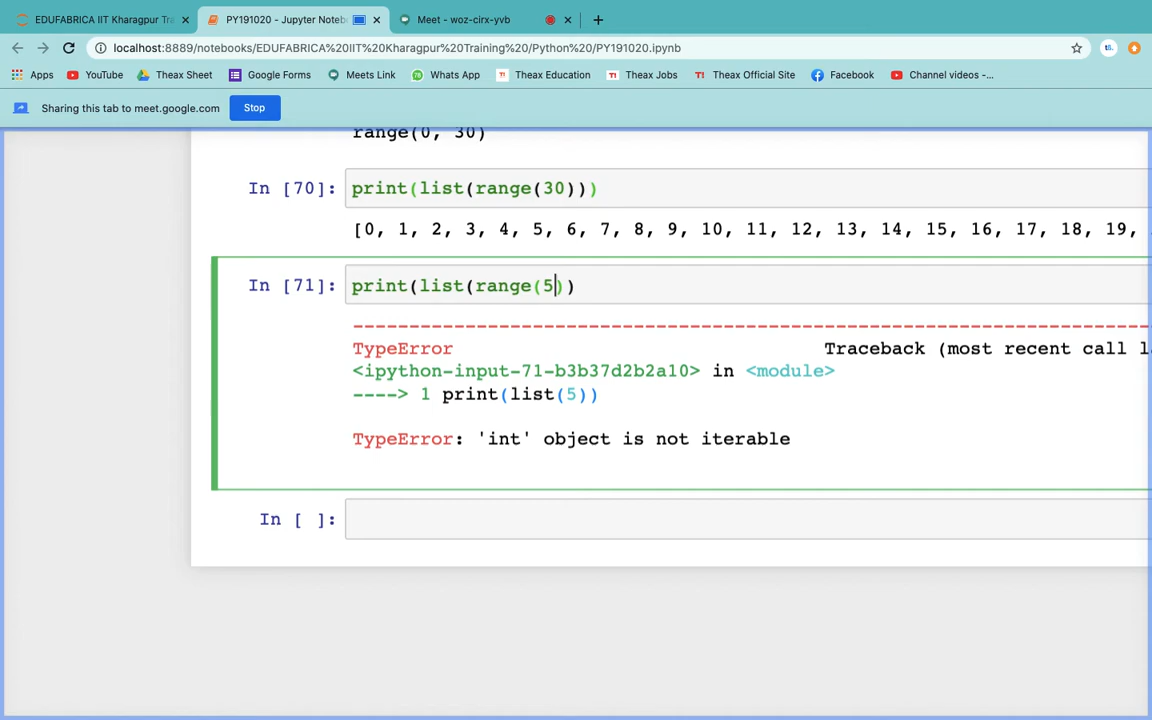 EDUFABRICA IIT Kharagpur Tra
PY191020 - Jupyter Noteb
Meet - woz-cirx-yvb
localhost:8889/notebooks/EDUFABRICA%20IIT%20Kharagpur%20Training%20/Python%20/PY191020.ipynb
Apps YouTube Theax Sheet Google Forms Meets Link Whats App Theax Education Theax Jobs Theax Official Site Facebook Channel videos -...
Sharing this tab to meet.google.com Stop
range(0, 30)
In [70]: print(list(range(30)))
[0, 1, 2, 3, 4, 5, 6, 7, 8, 9, 10, 11, 12, 13, 14, 15, 16, 17, 18, 19,
In [71]: print(list(range(5))
--------------------------------------------------------------------------
TypeError Traceback (most recent call l
<ipython-input-71-b3b37d2b2a10> in <module>
----> 1 print(list(5))
TypeError: 'int' object is not iterable
In [ ]: